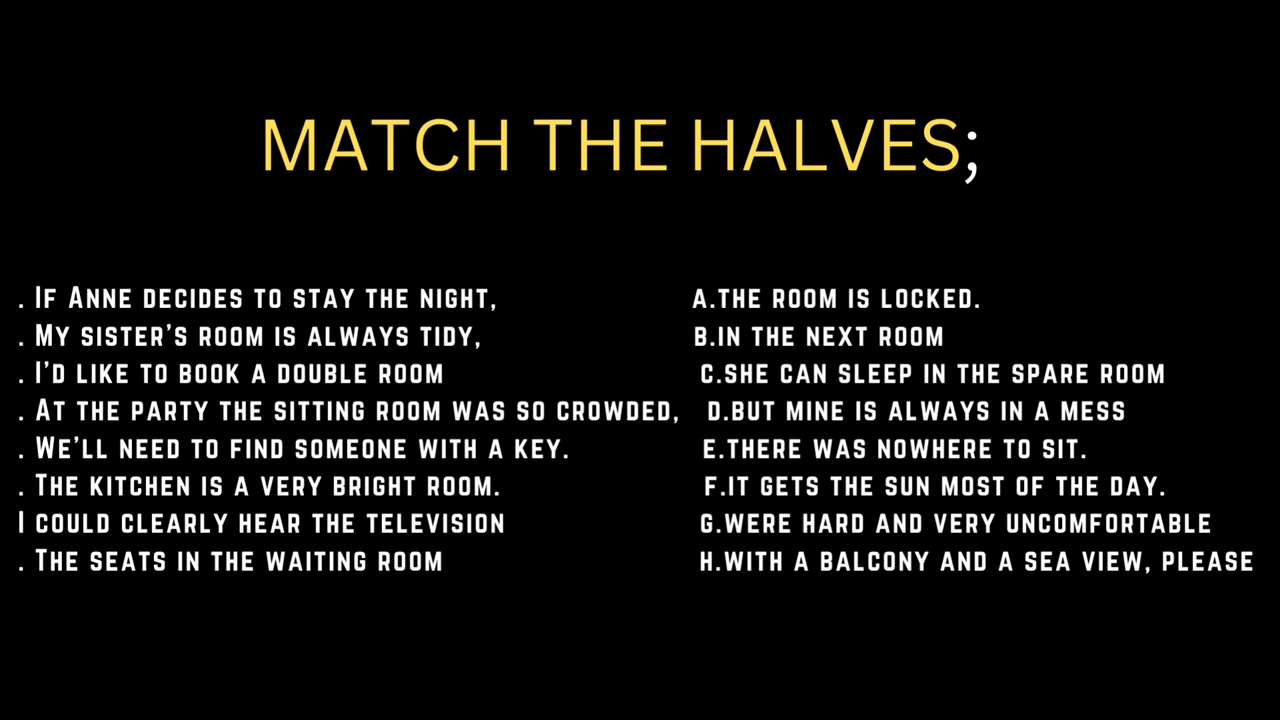 MATCH THE HALVES;
. If Anne decides to stay the night, A.the room is locked.
. My sister's room is always tidy, B.in the next room
. I'd like to book a double room C.she can sleep in the spare room
. At the party the sitting room was so crowded, D.but mine is always in a mess
. We'll need to find someone with a key. E.there was nowhere to sit.
. The kitchen is a very bright room. F.it gets the sun most of the day.
I could clearly hear the television G.were hard and very uncomfortable
. The seats in the waiting room H.with a balcony and a sea view, please